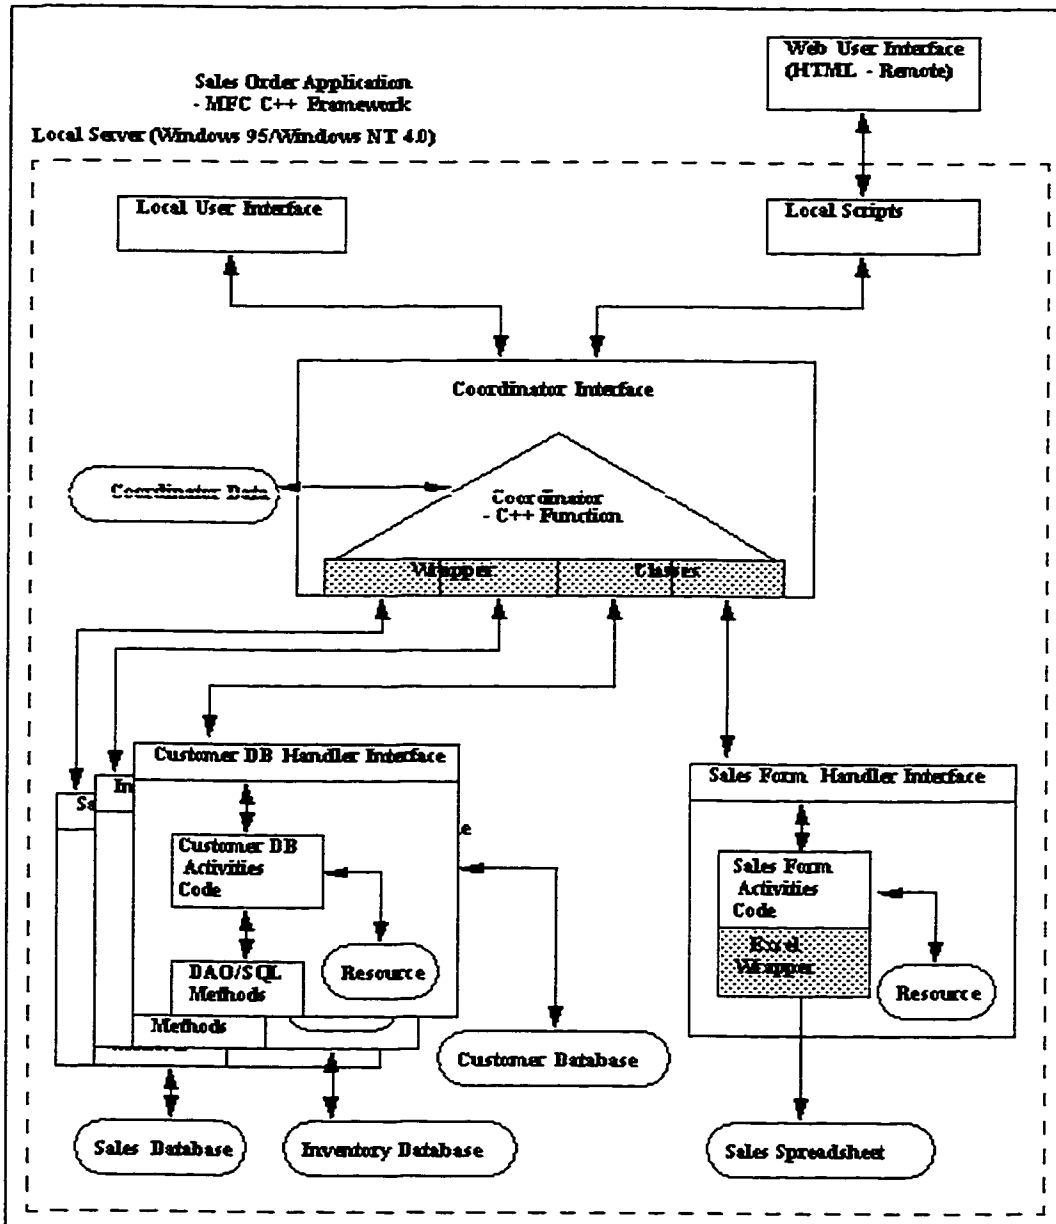 Web User Interface
(HTML - Remote)
Sales Order Application
- MFC C++ Framework
Local Server (Windows 95/Windows NT 4.0)
Local User Interface
Local Scripts
Coordinator Interface
Coordinator Data
Coordinator
- C++ Function
Wrapper Classes
Customer DB Handler Interface
Sales Form Handler Interface
In
Sa
Customer DB
Activities
Code
Sales Form
Activities
Code
Excel
Wrapper
Resource
Resource
DAO/SQL
Methods
Methods
Customer Database
Sales Database
Inventory Database
Sales Spreadsheet